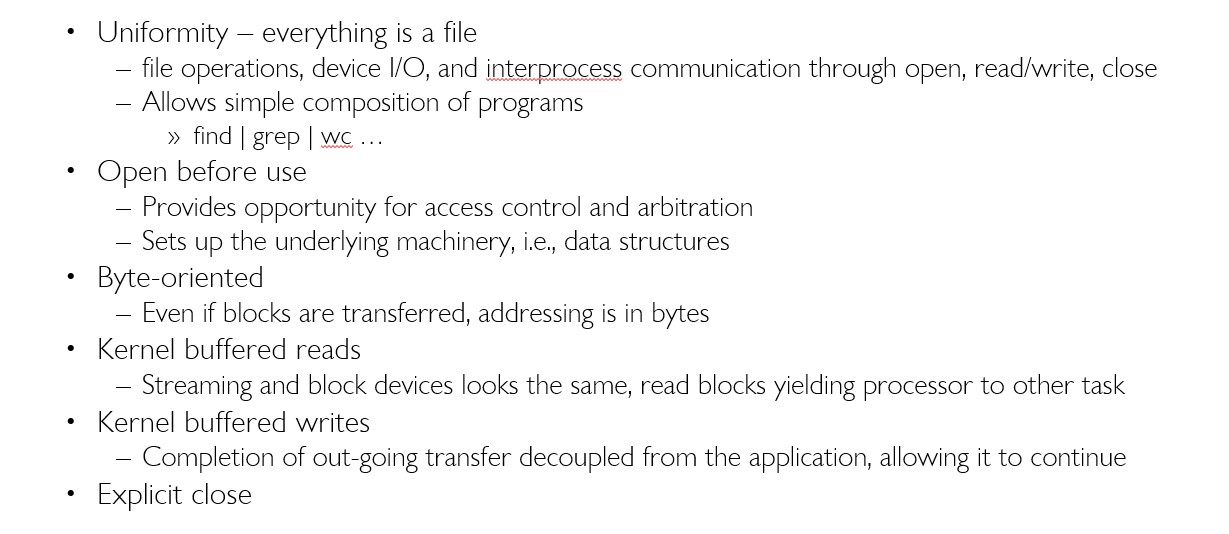 • Uniformity – everything is a file
– file operations, device I/O, and interprocess communication through open, read/write, close
– Allows simple composition of programs
» find | grep | wc …
• Open before use
– Provides opportunity for access control and arbitration
– Sets up the underlying machinery, i.e., data structures
• Byte-oriented
– Even if blocks are transferred, addressing is in bytes
• Kernel buffered reads
– Streaming and block devices looks the same, read blocks yielding processor to other task
• Kernel buffered writes
– Completion of out-going transfer decoupled from the application, allowing it to continue
• Explicit close